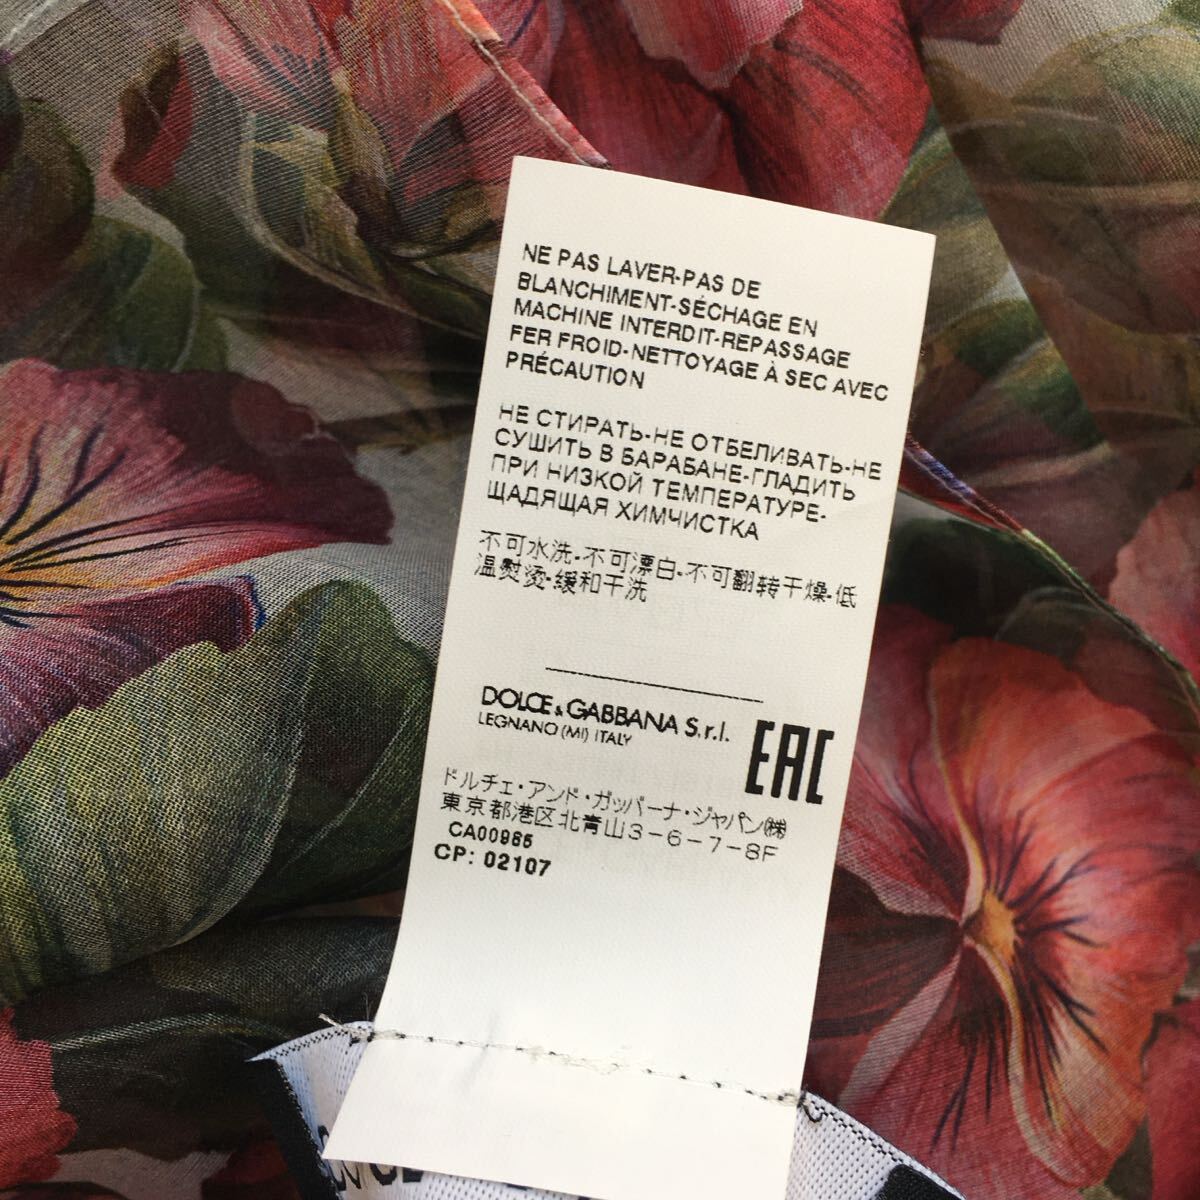 NE PAS LAVER-PAS DE
BLANCHIMENT-SÉCHAGE EN
MACHINE INTERDIT-REPASSAGE
FER FROID-NETTOYAGE À SEC AVEC
PRÉCAUTION
НЕ СТИРАТЬ-НЕ ОТБЕЛИВАТЬ-НЕ
СУШИТЬ В БАРАБАНЕ-ГЛАДИТЬ
ПРИ НИЗКОЙ ТЕМПЕРАТУРЕ-
ЩАДЯЩАЯ ХИМЧИСТКА
不可水洗-不可漂白-不可翻转干燥-低
温熨烫-缓和干洗
DOLCE & GABBANA S.r.l.
LEGNANO (MI) ITALY
EAC
ドルチェ・アンド・ガッバーナ・ジャパン㈱
東京都港区北青山3-6-7-8F
CA00965
CP: 02107